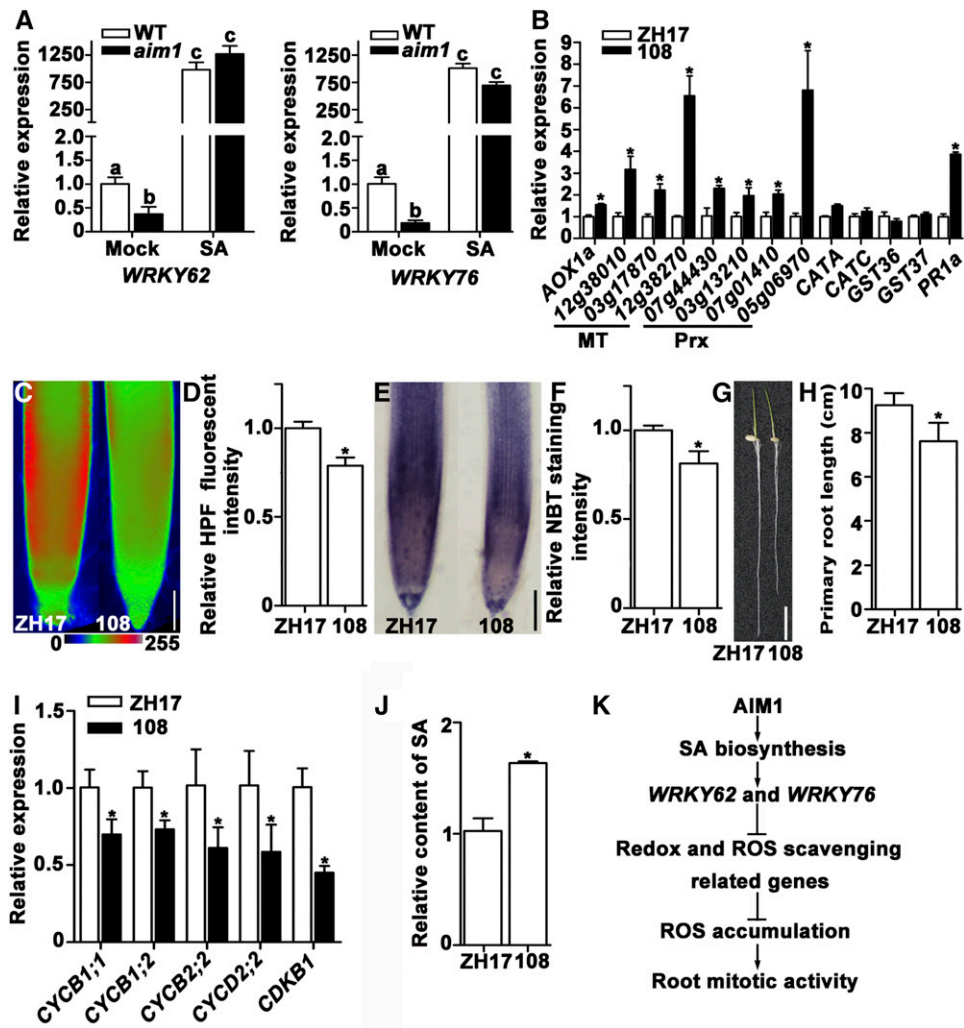 A
WT
aim1
Relative expression
1250
750
250
2.0
1.5
1.0
0.5
0
a
b
c
c
Mock
SA
WRKY62
WT
aim1
Relative expression
1250
750
250
2.0
1.5
1.0
0.5
0
a
b
c
c
Mock
SA
WRKY76
B
ZH17
108
Relative expression
9
8
6
4
2
1
0
* * * * * * * * *
AOX1a
12g38010
03g17870
12g38270
07g44430
03g13210
07g01410
05g06970
CATA
CATC
GST36
GST37
PR1a
MT
Prx
C
ZH17
108
0
255
D
Relative HPF fluorescent
intensity
1.0
0.5
0
*
ZH17 108
E
ZH17
108
F
Relative NBT staining
intensity
1.0
0.5
0
*
ZH17 108
G
ZH17 108
H
Primary root length (cm)
10
8
6
4
2
0
*
ZH17 108
I
ZH17
108
Relative expression
1.5
1.0
0.5
0
* * * * *
CYCB1;1
CYCB1;2
CYCB2;2
CYCD2;2
CDKB1
J
Relative content of SA
2
1
0
*
ZH17 108
K
AIM1
SA biosynthesis
WRKY62 and WRKY76
Redox and ROS scavenging
related genes
ROS accumulation
Root mitotic activity